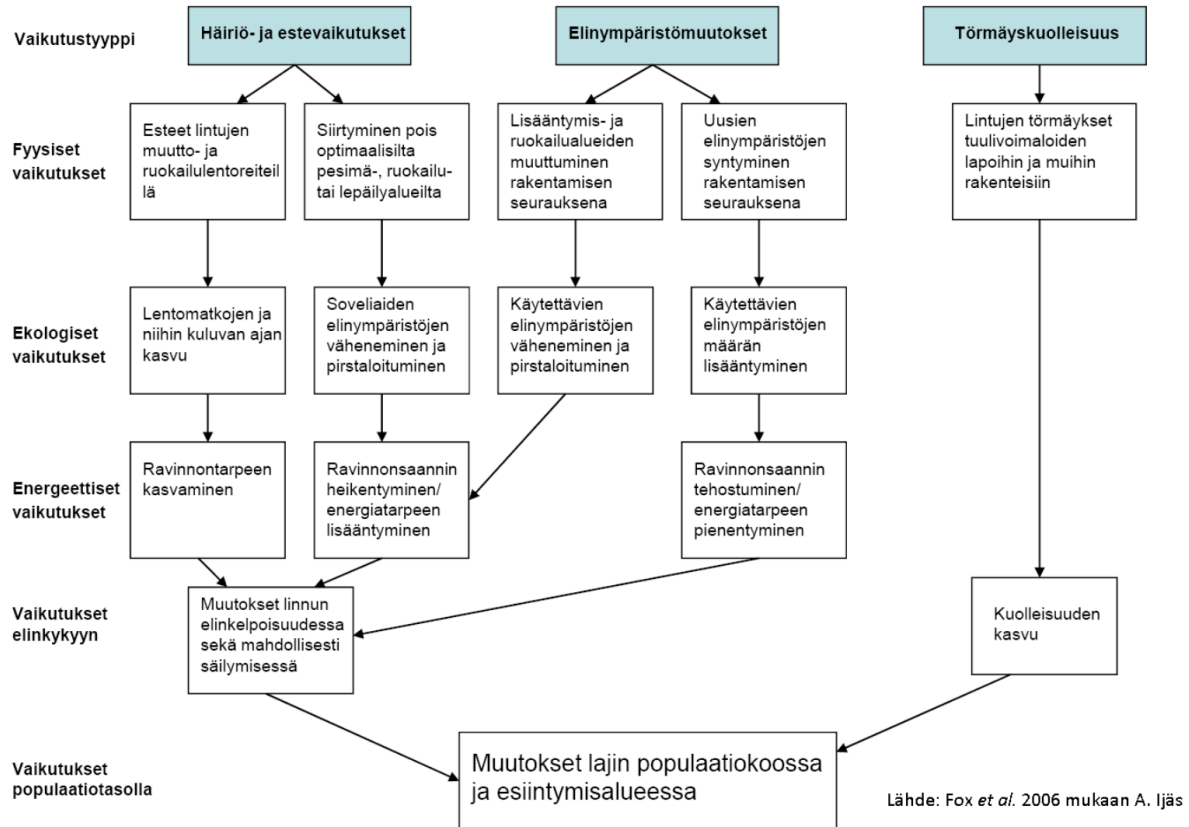 Vaikutustyyppi
Häiriö- ja estevaikutukset
Elinympäristömuutokset
Törmäyskuolleisuus
Fyysiset
vaikutukset
Esteet lintujen
muutto- ja
ruokailulentoreiteil
lä
Siirtyminen pois
optimaalisilta
pesimä-, ruokailu-
tai lepäilyalueilta
Lisääntymis- ja
ruokailualueiden
muuttuminen
rakentamisen
seurauksena
Uusien
elinympäristöjen
syntyminen
rakentamisen
seurauksena
Lintujen törmäykset
tuulivoimaloiden
lapoihin ja muihin
rakenteisiin
Ekologiset
vaikutukset
Lentomatkojen ja
niihin kuluvan ajan
kasvu
Soveliaiden
elinympäristöjen
väheneminen ja
pirstaloituminen
Käytettävien
elinympäristöjen
väheneminen ja
pirstaloituminen
Käytettävien
elinympäristöjen
määrän
lisääntyminen
Energeettiset
vaikutukset
Ravinnontarpeen
kasvaminen
Ravinnonsaannin
heikentyminen/
energiatarpeen
lisääntyminen
Ravinnonsaannin
tehostuminen/
energiatarpeen
pienentyminen
Vaikutukset
elinkykyyn
Muutokset linnun
elinkelpoisuudessa
sekä mahdollisesti
säilymisessä
Kuolleisuuden
kasvu
Vaikutukset
populaatiotasolla
Muutokset lajin populaatiokoossa
ja esiintymisalueessa
Lähde: Fox et al. 2006 mukaan A. Ijäs